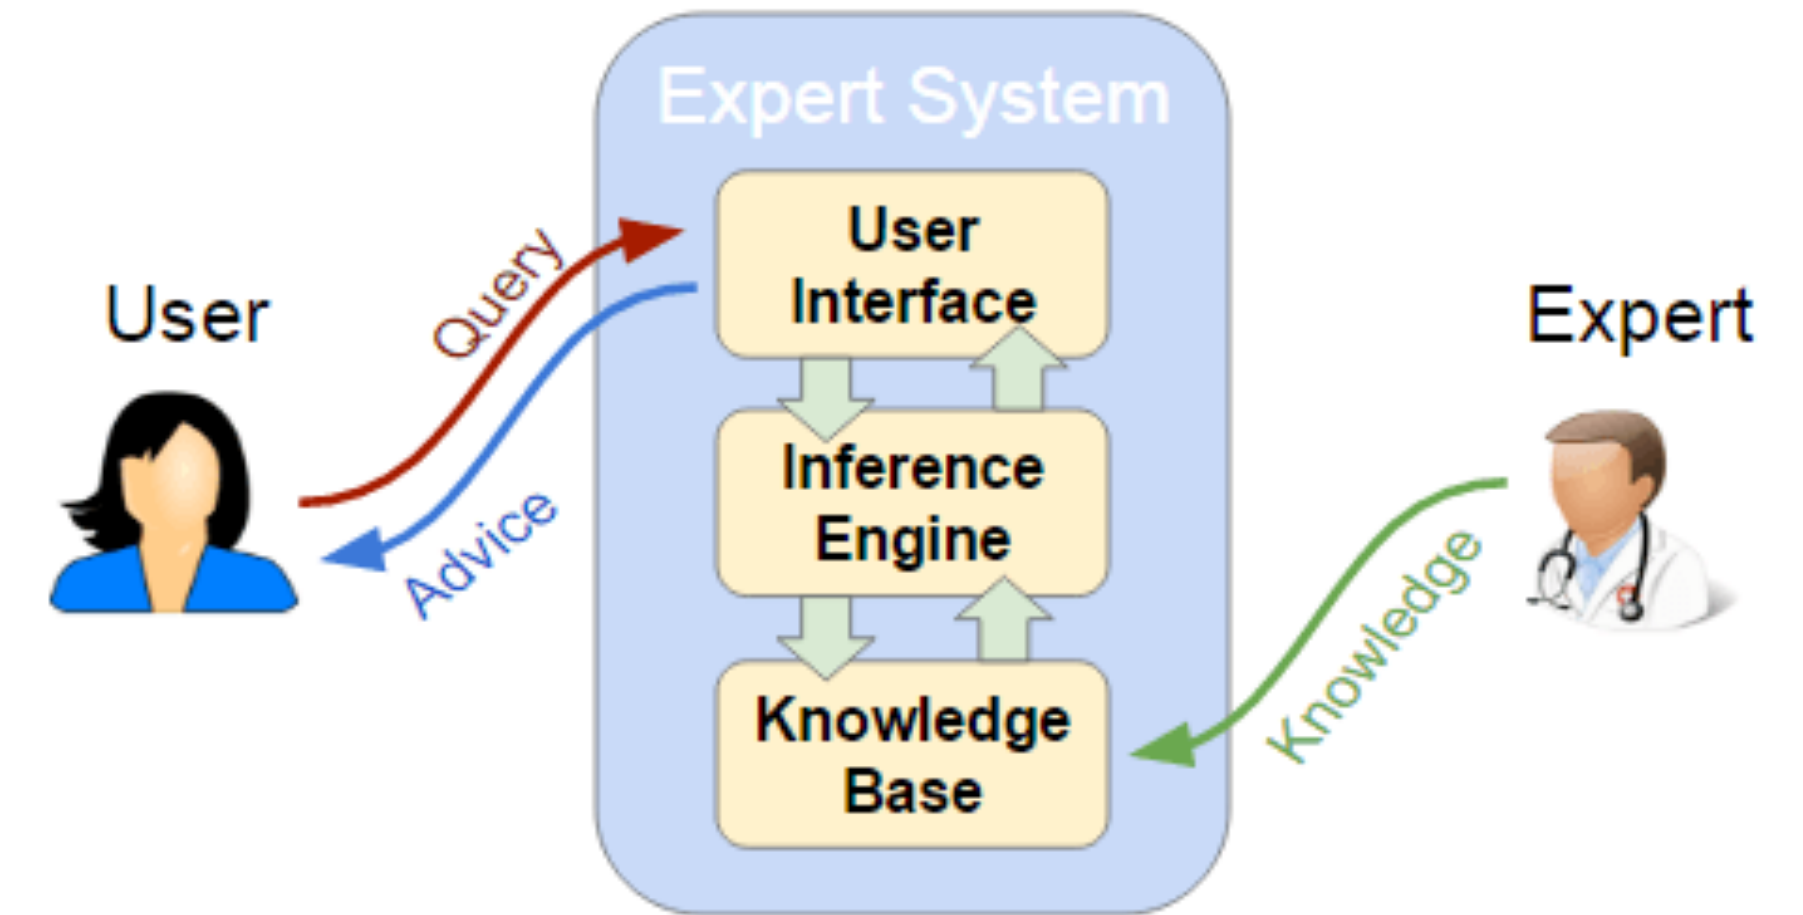 Expert System
User
Interface
Query
User
Expert
Inference
Engine
Advice
Knowledge
Knowledge
Base